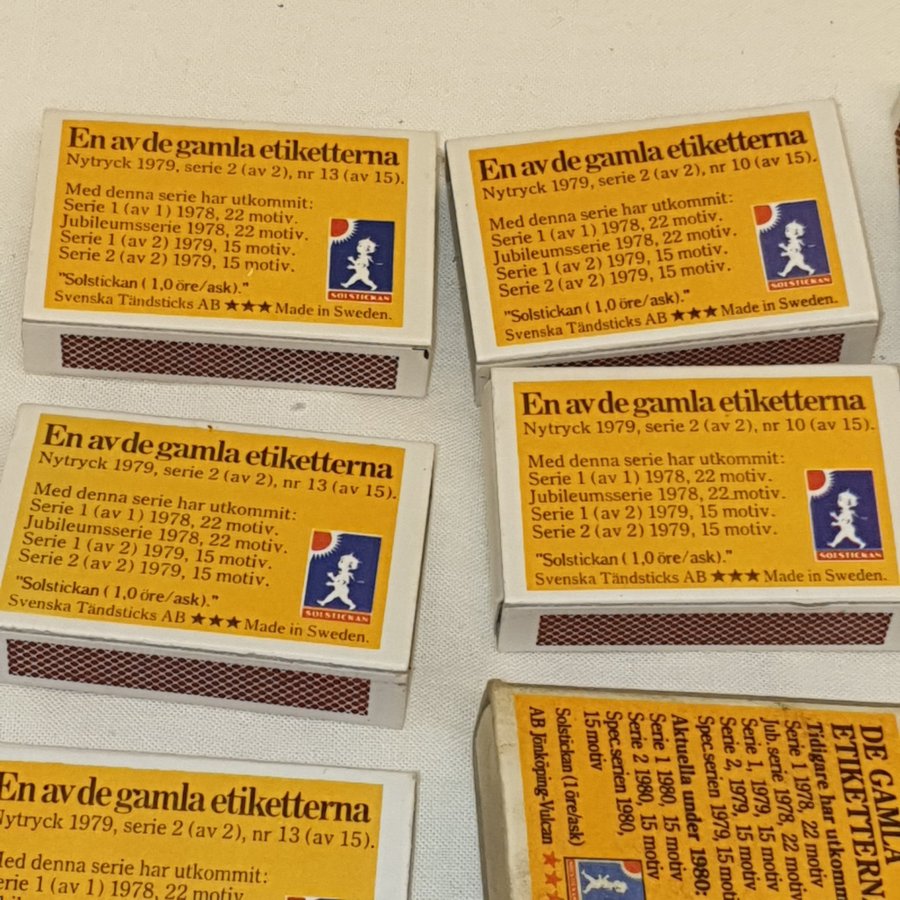 En av de gamla etiketterna
Nytryck 1979, serie 2 (av 2), nr 13 (av 15).
Med denna serie har utkommit:
Serie 1 (av 1) 1978, 22 motiv.
Jubileumsserie 1978, 22 motiv.
Serie 1 (av 2) 1979, 15 motiv.
Serie 2 (av 2) 1979, 15 motiv.
"Solstickan ( 1,0 öre/ask)."
Svenska Tändsticks AB ★★★ Made in Sweden.
SOLSTICKAN
En av de gamla etiketterna
Nytryck 1979, serie 2 (av 2), nr 10 (av 15).
Med denna serie har utkommit:
Serie 1 (av 1) 1978, 22 motiv.
Jubileumsserie 1978, 22 motiv.
Serie 1 (av 2) 1979, 15 motiv.
Serie 2 (av 2) 1979, 15 motiv.
"Solstickan ( 1,0 öre/ask)."
Svenska Tändsticks AB ★★★ Made in Sweden.
SOLSTICKAN
En av de gamla etiketterna
Nytryck 1979, serie 2 (av 2), nr 13 (av 15).
Med denna serie har utkommit:
Serie 1 (av 1) 1978, 22 motiv.
Jubileumsserie 1978, 22 motiv.
Serie 1 (av 2) 1979, 15 motiv.
Serie 2 (av 2) 1979, 15 motiv.
"Solstickan ( 1,0 öre/ask)."
Svenska Tändsticks AB ★★★ Made in Sweden.
SOLSTICKAN
En av de gamla etiketterna
Nytryck 1979, serie 2 (av 2), nr 10 (av 15).
Med denna serie har utkommit:
Serie 1 (av 1) 1978, 22 motiv.
Jubileumsserie 1978, 22 motiv.
Serie 1 (av 2) 1979, 15 motiv.
Serie 2 (av 2) 1979, 15 motiv.
"Solstickan ( 1,0 öre/ask)."
Svenska Tändsticks AB ★★★ Made in Sweden.
SOLSTICKAN
En av de gamla etiketterna
Nytryck 1979, serie 2 (av 2), nr 13 (av 15).
Med denna serie har utkommit:
erie 1 (av 1) 1978, 22 motiv.
DE GAMLA
ETIKETTERN
Tidigare har utkomm
Serie 1 1978, 22 motiv
Jub.serie 1978, 22 motiv
Serie 1, 1979, 15 motiv
Serie 2, 1979, 15 motiv
Spec.serien 1979, 15 mot
Aktuella under 1980:
Serie 1 1980, 15 motiv
Serie 2 1980, 15 motiv
Spec.serien 1980,
15 motiv
Solstickan (1 öre/ask)
AB Jönköping-Vulcan ★★